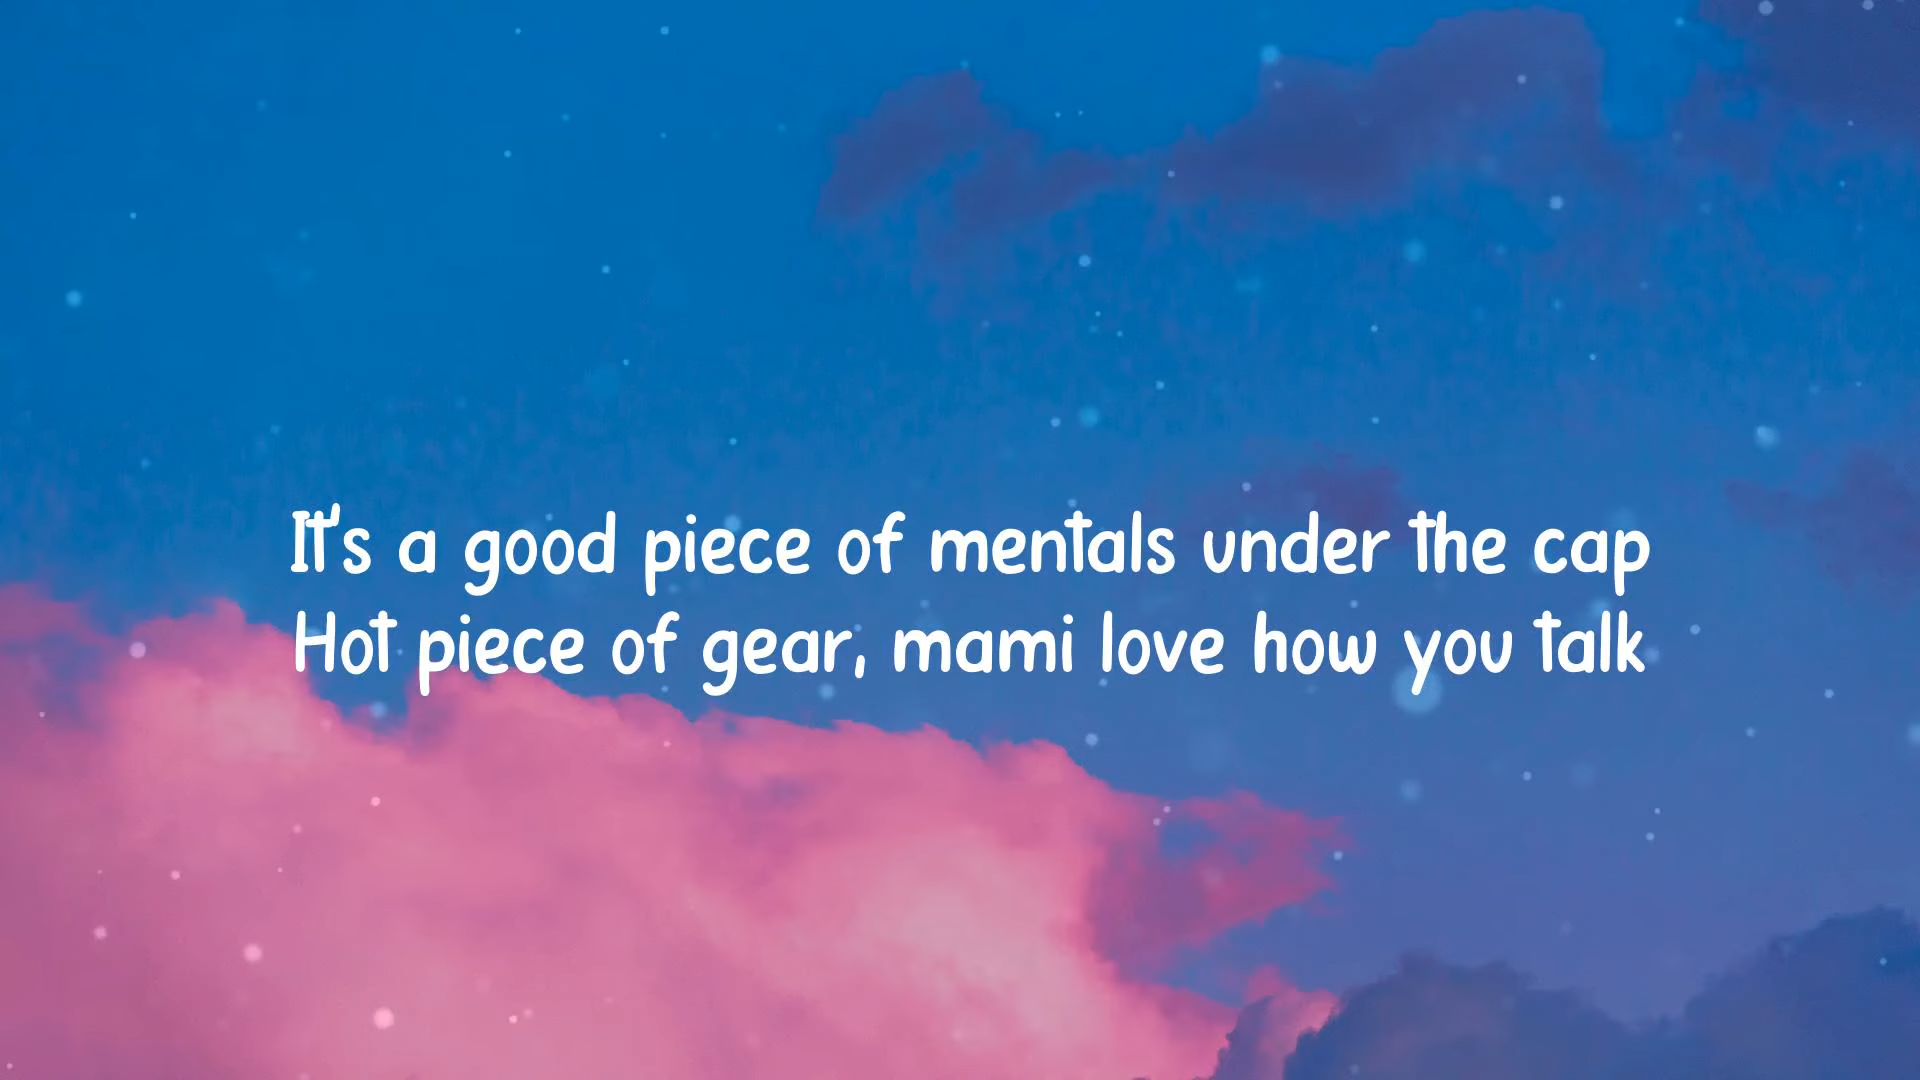 It's a good piece of mentals under the cap
Hot piece of gear, mami love how you talk